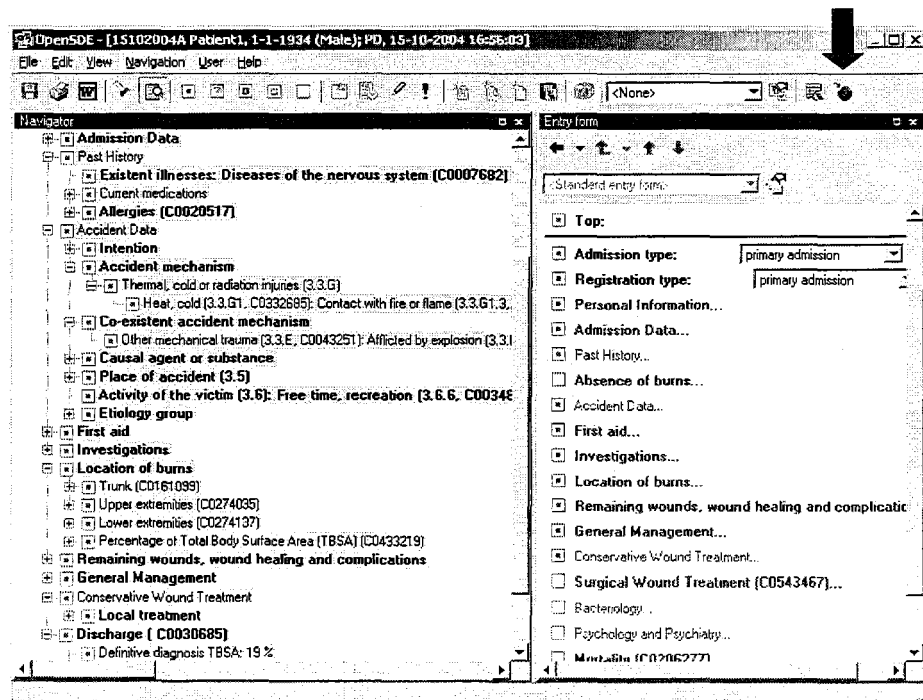 OpenSDE - [15102004A Patient1, 1-1-1934 (Male); PD, 15-10-2004 16:56:03]
File Edit View Navigation User Help
<None>
Navigator
Admission Data
Past History
Existent illnesses: Diseases of the nervous system (C0007682)
Current medications
Allergies (C0020517)
Accident Data
Intention
Accident mechanism
Thermal, cold or radiation injuries (3.3.G)
Heat, cold (3.3.G1, C0332685): Contact with fire or flame (3.3.G1.3,
Co-existent accident mechanism
Other mechanical trauma (3.3.E, C0043251): Afflicted by explosion (3.3.
Causal agent or substance
Place of accident (3.5)
Activity of the victim (3.6): Free time, recreation (3.6.6, C00348
Etiology group
First aid
Investigations
Location of burns
Trunk (C0161099)
Upper extremities (C0274035)
Lower extremities (C0274137)
Percentage of Total Body Surface Area (TBSA) (C0433219)
Remaining wounds, wound healing and complications
General Management
Conservative Wound Treatment
Local treatment
Discharge ( C0030685)
Definitive diagnosis TBSA: 19 %
Entry form
<Standard entry form>
Top:
Admission type: primary admission
Registration type: primary admission
Personal Information...
Admission Data...
Past History...
Absence of burns...
Accident Data...
First aid...
Investigations...
Location of burns...
Remaining wounds, wound healing and complicatic
General Management...
Conservative Wound Treatment...
Surgical Wound Treatment (C0543467)...
Bacteriology...
Psychology and Psychiatry...
Mortality (C0206277)